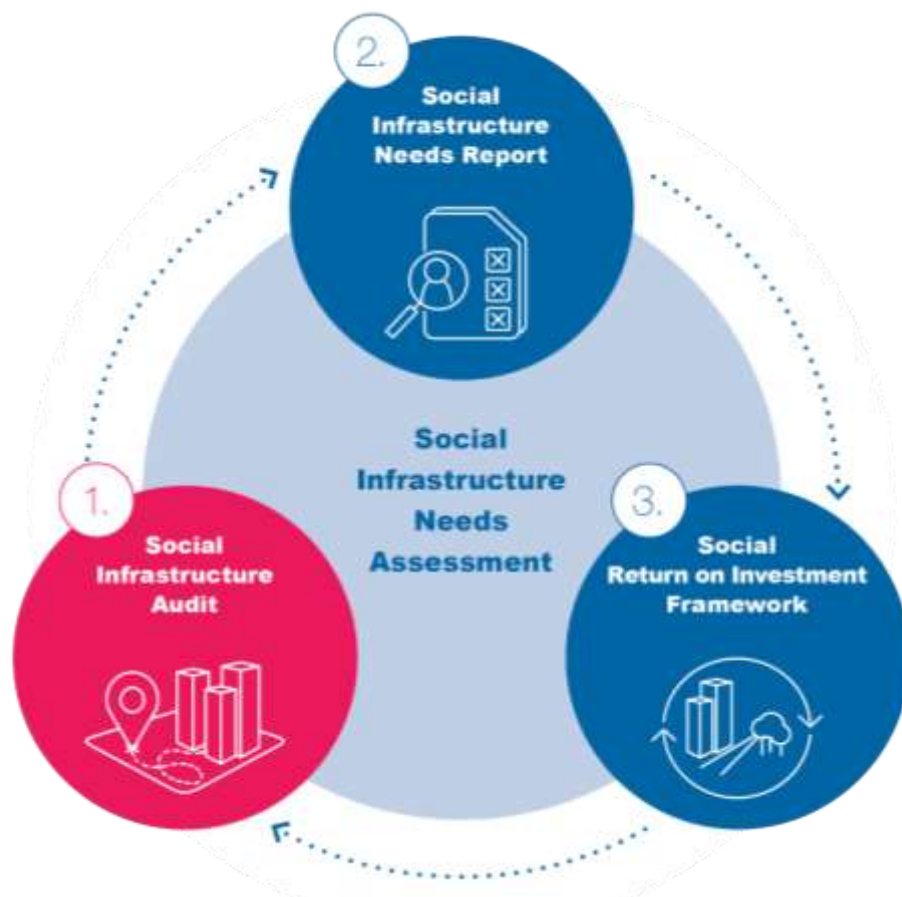 2.
Social
Infrastructure
Needs Report
Social
Infrastructure
Needs
Assessment
1.
Social
Infrastructure
Audit
3.
Social
Return on Investment
Framework